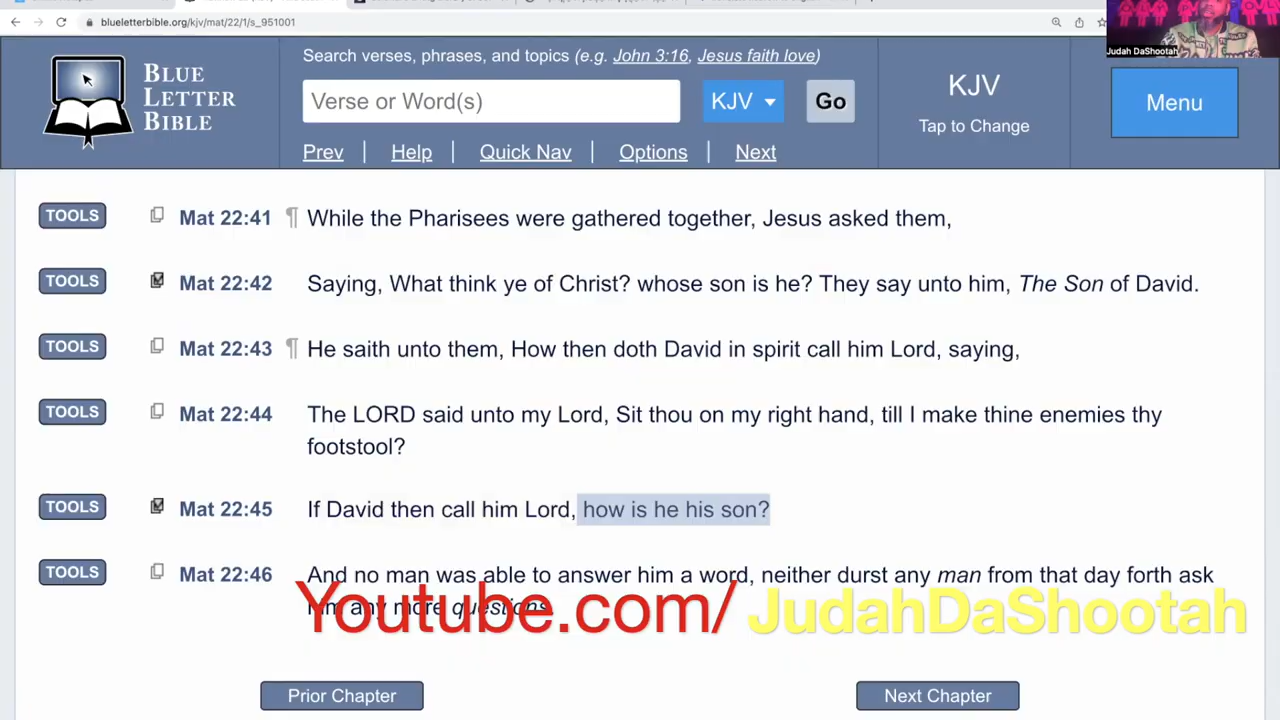 blueletterbible.org/kjv/mat/22/1/s_951001
Judah DaShootah
BLUE
LETTER
BIBLE
Search verses, phrases, and topics (e.g. John 3:16, Jesus faith love)
Verse or Word(s)
KJV
Go
Prev | Help | Quick Nav | Options | Next
KJV
Tap to Change
Menu
TOOLS Mat 22:41 ¶ While the Pharisees were gathered together, Jesus asked them,
TOOLS Mat 22:42 Saying, What think ye of Christ? whose son is he? They say unto him, The Son of David.
TOOLS Mat 22:43 ¶ He saith unto them, How then doth David in spirit call him Lord, saying,
TOOLS Mat 22:44 The LORD said unto my Lord, Sit thou on my right hand, till I make thine enemies thy
footstool?
TOOLS Mat 22:45 If David then call him Lord, how is he his son?
TOOLS Mat 22:46 And no man was able to answer him a word, neither durst any man from that day forth ask
him any more questions.
Youtube.com/ JudahDaShootah
Prior Chapter
Next Chapter